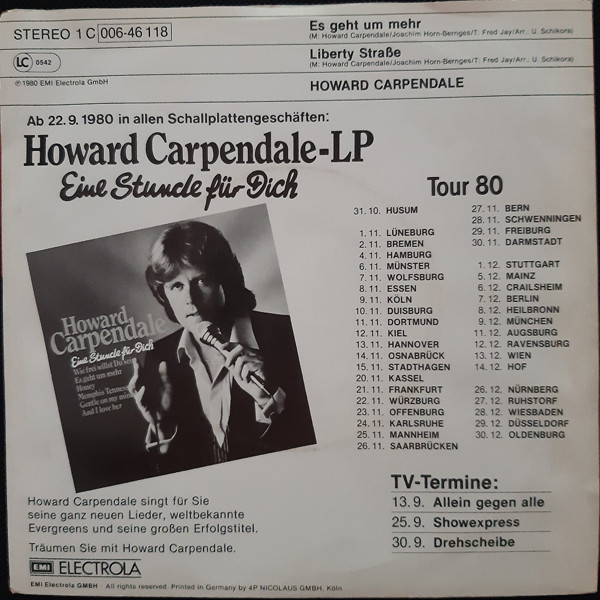 STEREO 1 C 006-46 118
LC 0542
℗ 1980 EMI Electrola GmbH
Es geht um mehr
(M: Howard Carpendale/Joachim Horn-Bernges/T: Fred Jay/Arr.: U. Schikora)
Liberty Straße
(M: Howard Carpendale/Joachim Horn-Bernges/T: Fred Jay/Arr.: U. Schikora)
HOWARD CARPENDALE
Ab 22.9.1980 in allen Schallplattengeschäften:
Howard Carpendale-LP
Eine Stunde für Dich
Howard
Carpendale
Eine Stunde für Dich
Wie frei willst Du sein
Es geht um mehr
Honey
Memphis Tennessee
Gentle on my mind
And I love her
Tour 80
31. 10. HUSUM
1. 11. LÜNEBURG
2. 11. BREMEN
4. 11. HAMBURG
6. 11. MÜNSTER
7. 11. WOLFSBURG
8. 11. ESSEN
9. 11. KÖLN
10. 11. DUISBURG
11. 11. DORTMUND
12. 11. KIEL
13. 11. HANNOVER
14. 11. OSNABRÜCK
15. 11. STADTHAGEN
20. 11. KASSEL
21. 11. FRANKFURT
22. 11. WÜRZBURG
23. 11. OFFENBURG
24. 11. KARLSRUHE
25. 11. MANNHEIM
26. 11. SAARBRÜCKEN
27. 11. BERN
28. 11. SCHWENNINGEN
29. 11. FREIBURG
30. 11. DARMSTADT
1. 12. STUTTGART
5. 12. MAINZ
6. 12. CRAILSHEIM
7. 12. BERLIN
8. 12. HEILBRONN
9. 12. MÜNCHEN
11. 12. AUGSBURG
12. 12. RAVENSBURG
13. 12. WIEN
14. 12. HOF
26. 12. NÜRNBERG
27. 12. RUHSTORF
28. 12. WIESBADEN
29. 12. DÜSSELDORF
30. 12. OLDENBURG
Howard Carpendale singt für Sie
seine ganz neuen Lieder, weltbekannte
Evergreens und seine großen Erfolgstitel.
Träumen Sie mit Howard Carpendale.
TV-Termine:
13. 9. Allein gegen alle
25. 9. Showexpress
30. 9. Drehscheibe
EMI ELECTROLA
EMI Electrola GMBH All rights reserved. Printed in Germany by 4P NICOLAUS GMBH, Köln